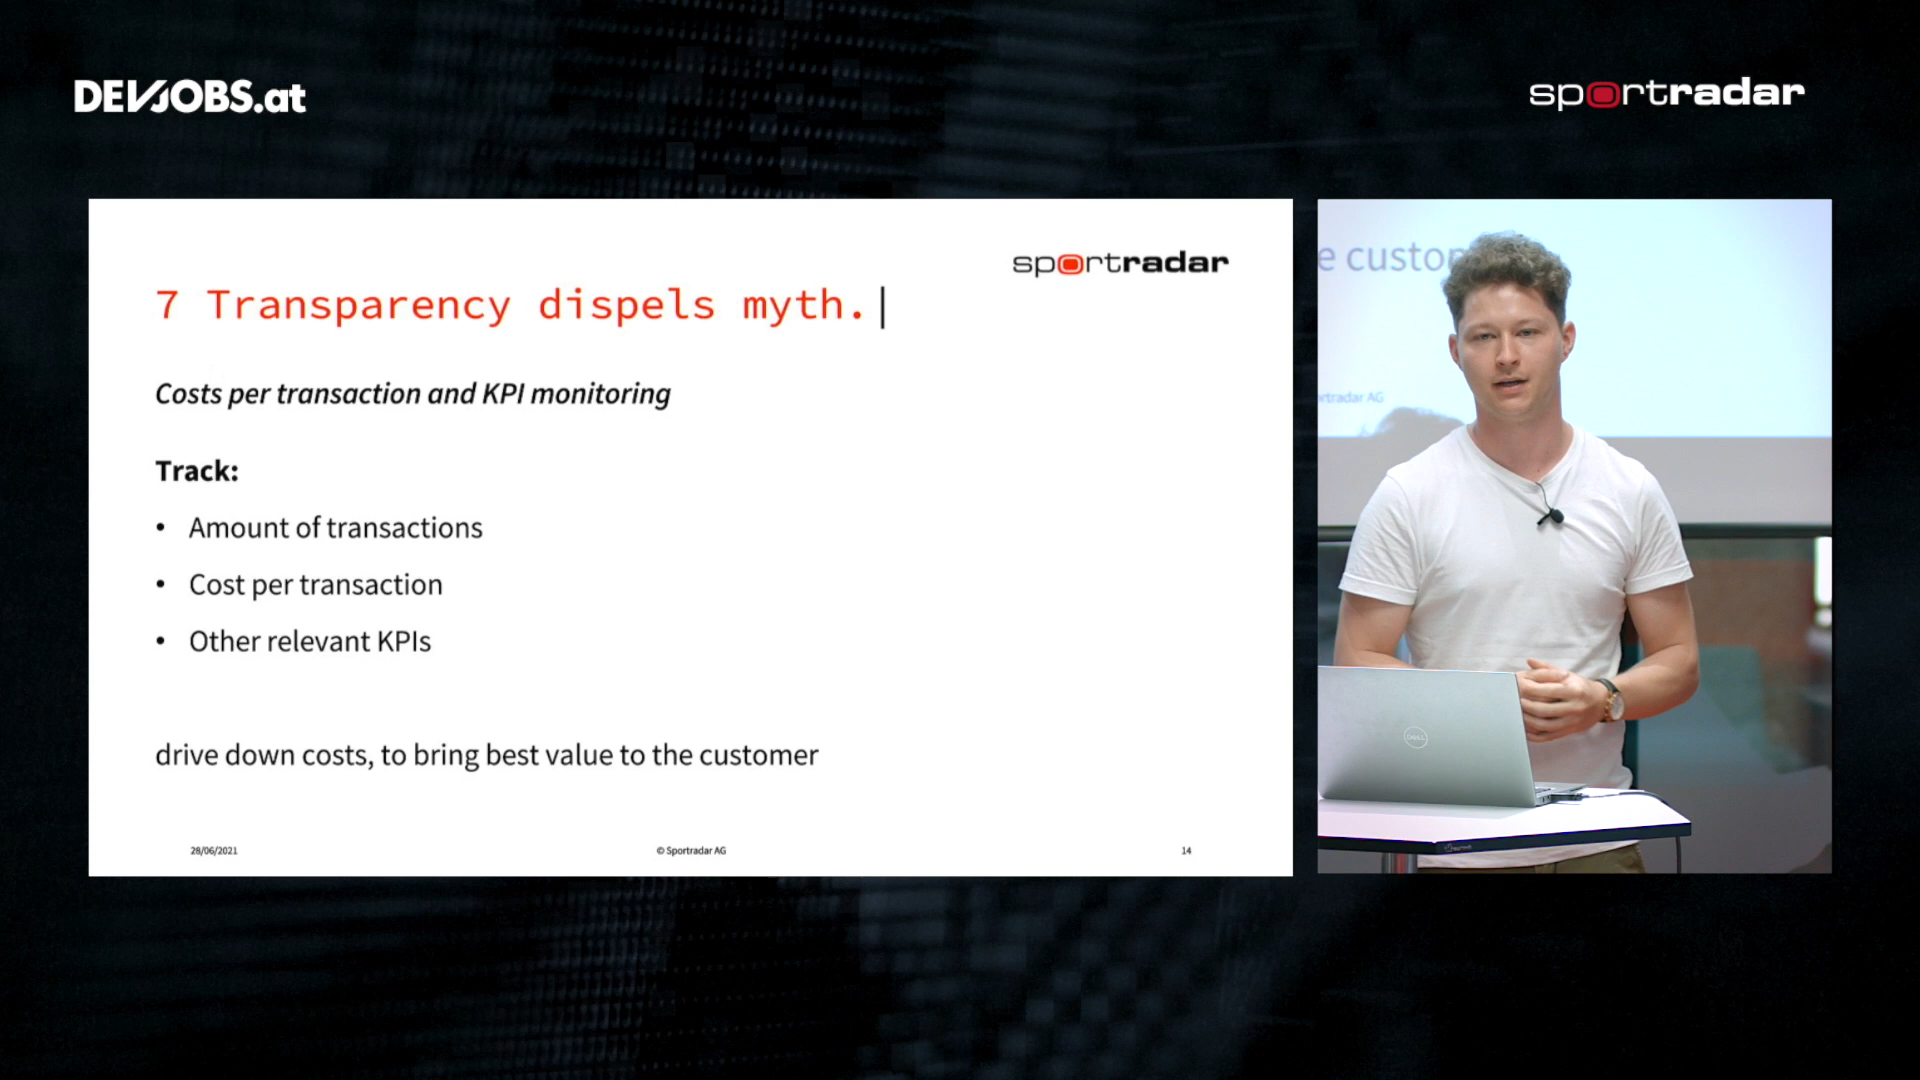 DEVJOBS.at
sportradar
sportradar
7 Transparency dispels myth.|
Costs per transaction and KPI monitoring
Track:
• Amount of transactions
• Cost per transaction
• Other relevant KPIs
drive down costs, to bring best value to the customer
28/06/2021
© Sportradar AG
14
e custom
rtradar AG
DELL